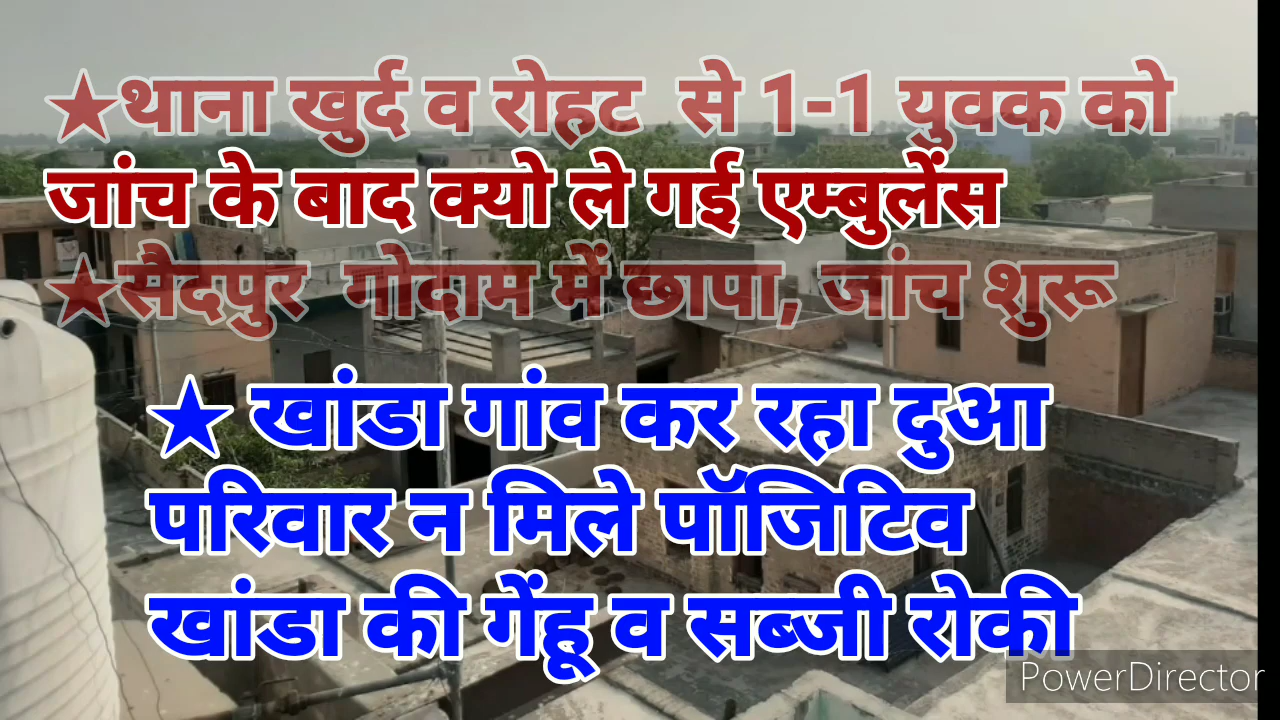 ★थाना खुर्द व रोहट से 1-1 युवक को
जांच के बाद क्यो ले गई एम्बुलेंस
★सैदपुर गोदाम में छापा, जांच शुरू
★ खांडा गांव कर रहा दुआ
परिवार न मिले पॉजिटिव
खांडा की गेंहू व सब्जी रोकी
PowerDirector